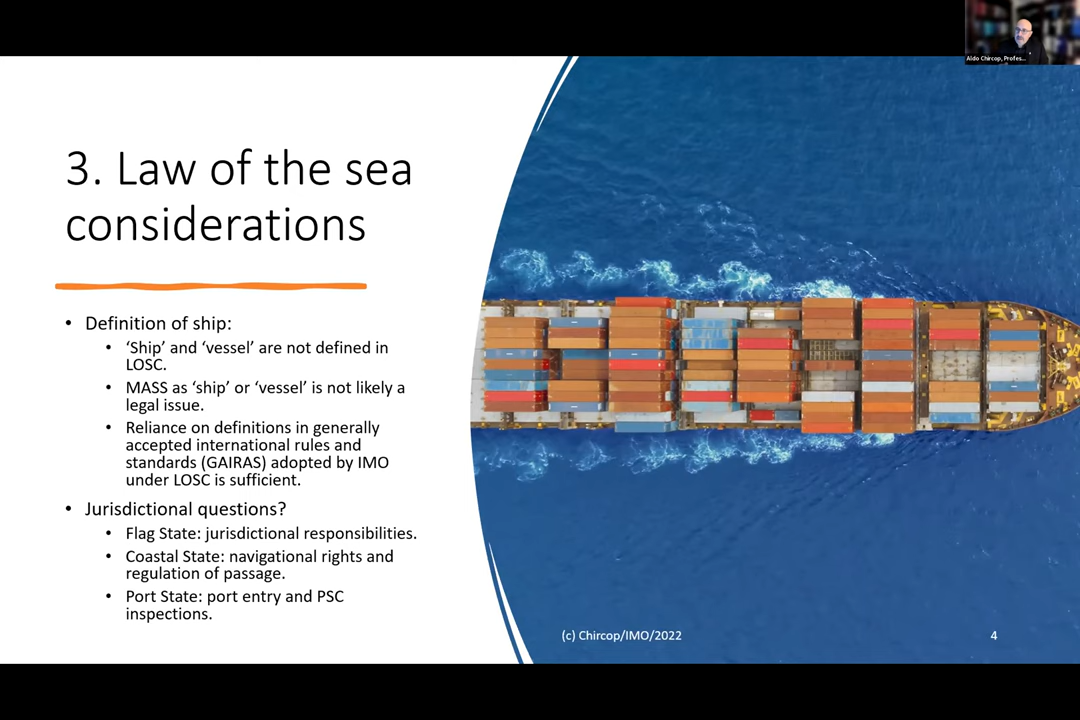 Aldo Chircop, Profes...
3. Law of the sea
considerations
• Definition of ship:
• ‘Ship’ and ‘vessel’ are not defined in
LOSC.
• MASS as ‘ship’ or ‘vessel’ is not likely a
legal issue.
• Reliance on definitions in generally
accepted international rules and
standards (GAIRAS) adopted by IMO
under LOSC is sufficient.
• Jurisdictional questions?
• Flag State: jurisdictional responsibilities.
• Coastal State: navigational rights and
regulation of passage.
• Port State: port entry and PSC
inspections.
(c) Chircop/IMO/2022
4